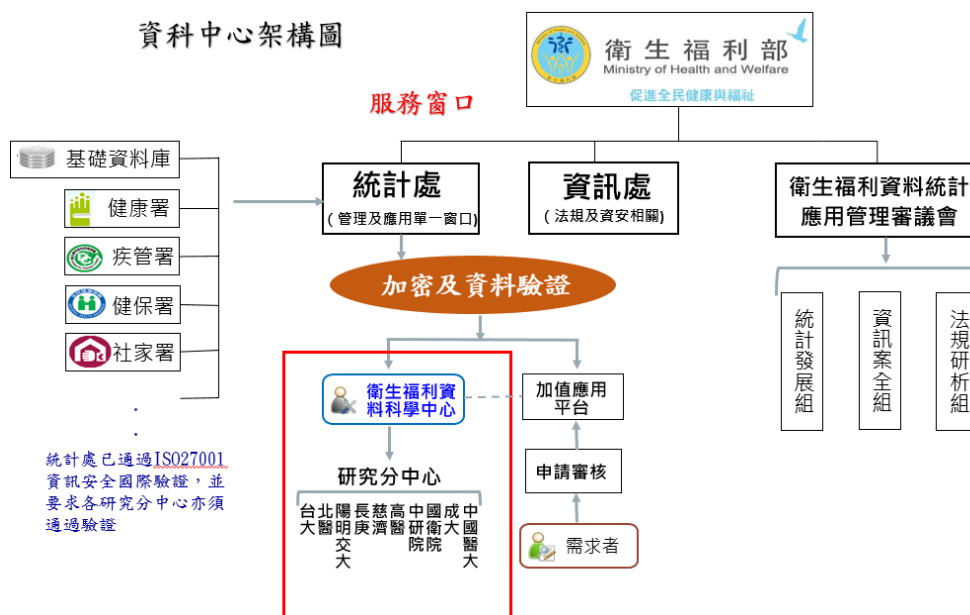 資科中心架構圖
衛生福利部
Ministry of Health and Welfare
促進全民健康與福祉
服務窗口
基礎資料庫
健康署
疾管署
健保署
社家署
統計處
（管理及應用單一窗口）
資訊處
（法規及資安相關）
衛生福利資料統計
應用管理審議會
加密及資料驗證
統計發展組
資訊案全組
法規研析組
衛生福利資
料科學中心
加值應用
平台
研究分中心
申請審核
需求者
台大
北醫
陽明交大
長庚
慈濟
高醫
中研院
國衛院
成大
中國醫大
統計處已通過ISO27001
資訊安全國際驗證，並
要求各研究分中心亦須
通過驗證